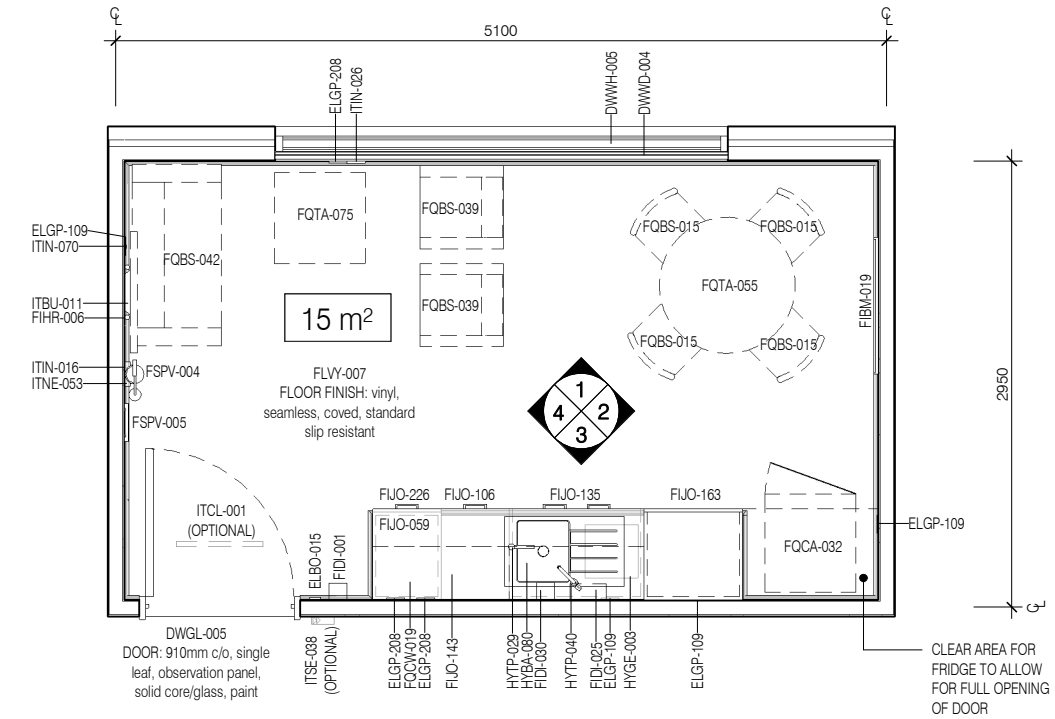 ℄
℄
5100
ELGP-208
ITIN-026
DWWH-005
DWWD-004
ELGP-109
ITIN-070
FQBS-042
FQTA-075
FQBS-039
FQBS-039
FQBS-015
FQBS-015
FQTA-055
FQBS-015
FQBS-015
FIBM-019
2950
ITBU-011
FIHR-006
15 m²
ITIN-016
ITNE-053
FSPV-004
FSPV-005
FLVY-007
FLOOR FINISH: vinyl,
seamless, coved, standard
slip resistant
1
4 2
3
ITCL-001
(OPTIONAL)
ELBO-015
FIDI-001
FIJO-226
FIJO-106
FIJO-135
FIJO-163
FIJO-059
FQCA-032
ELGP-109
℄
DWGL-005
DOOR: 910mm c/o, single
leaf, observation panel,
solid core/glass, paint
ITSE-038
(OPTIONAL)
ELGP-208
FQCW-019
ELGP-208
FIJO-143
HYTP-029
HYBA-080
FIDI-030
HYTP-040
FIDI-025
ELGP-109
HYGE-003
ELGP-109
CLEAR AREA FOR
FRIDGE TO ALLOW
FOR FULL OPENING
OF DOOR